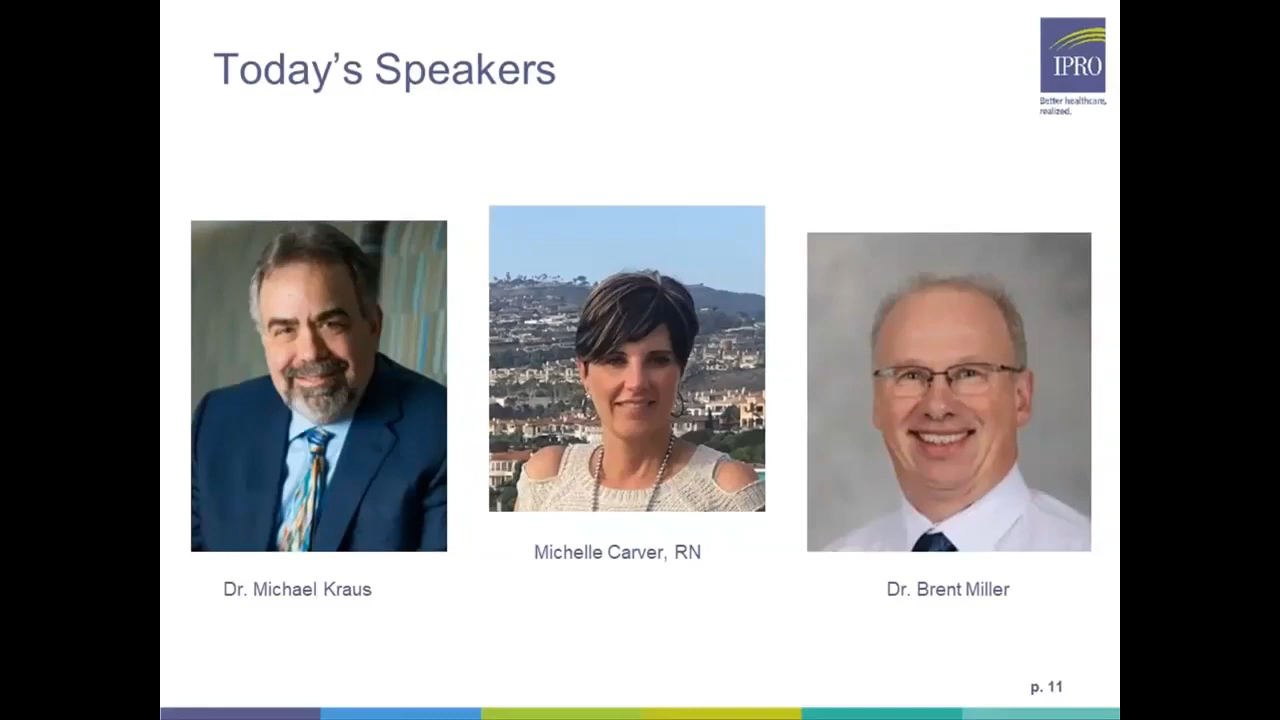 Today's Speakers
IPRO
Better healthcare,
realized.
Michelle Carver, RN
Dr. Michael Kraus
Dr. Brent Miller
p. 11